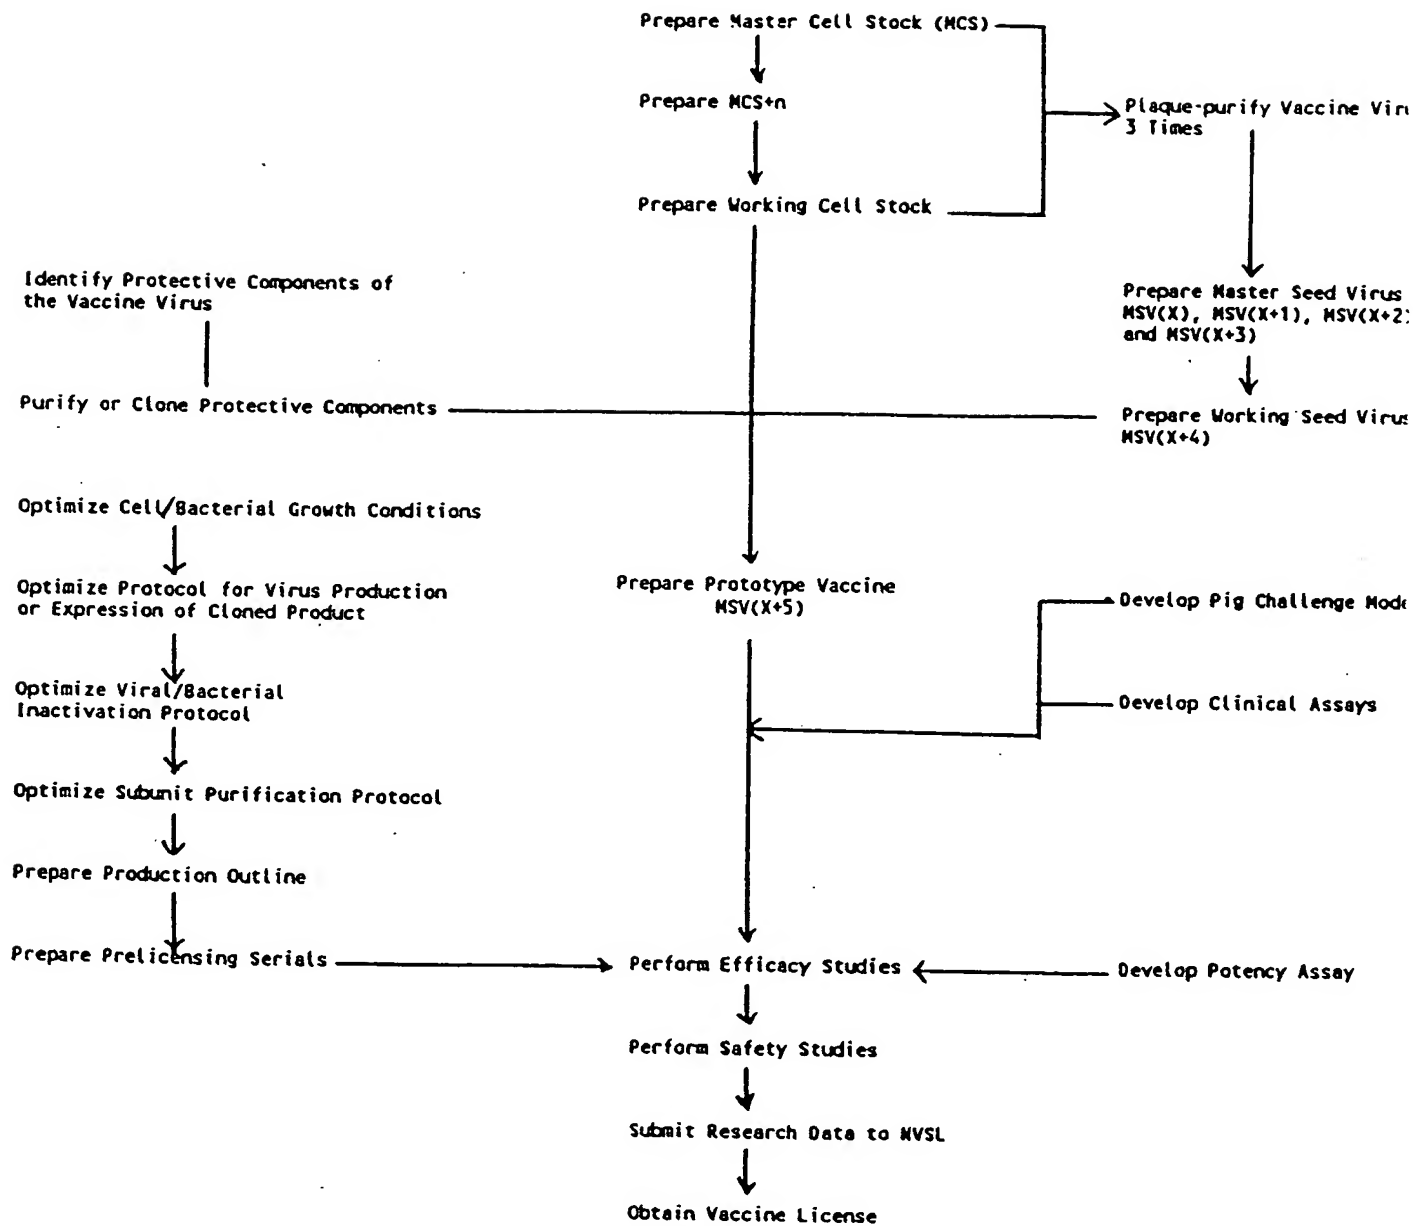 Prepare Master Cell Stock (MCS)
Prepare MCS+n
Plaque-purify Vaccine Viru
3 Times
Prepare Working Cell Stock
Identify Protective Components of
the Vaccine Virus
Prepare Master Seed Virus
MSV(X), MSV(X+1), MSV(X+2)
and MSV(X+3)
Purify or Clone Protective Components
Prepare Working Seed Virus
MSV(X+4)
Optimize Cell/Bacterial Growth Conditions
Optimize Protocol for Virus Production
or Expression of Cloned Product
Prepare Prototype Vaccine
MSV(X+5)
Develop Pig Challenge Mode
Optimize Viral/Bacterial
Inactivation Protocol
Develop Clinical Assays
Optimize Subunit Purification Protocol
Prepare Production Outline
Prepare Prelicensing Serials
Perform Efficacy Studies
Develop Potency Assay
Perform Safety Studies
Submit Research Data to NVSL
Obtain Vaccine License